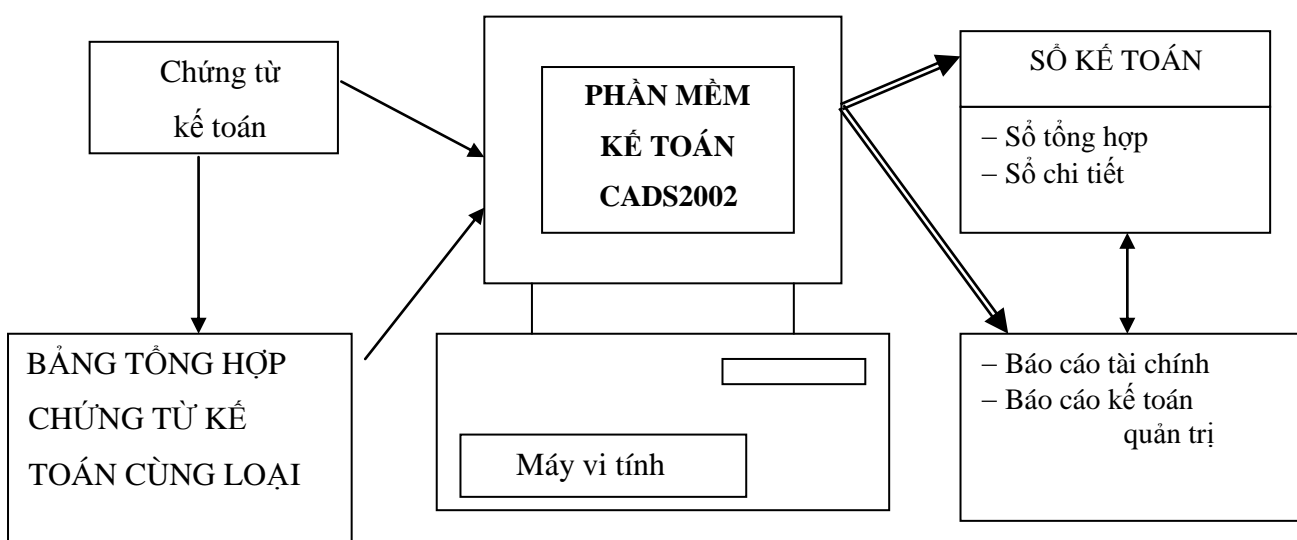 Chứng từ
kế toán
BẢNG TỔNG HỢP
CHỨNG TỪ KẾ
TOÁN CÙNG LOẠI
PHẦN MỀM
KẾ TOÁN
CADS2002
Máy vi tính
SỔ KẾ TOÁN
– Sổ tổng hợp
– Sổ chi tiết
– Báo cáo tài chính
– Báo cáo kế toán
quản trị